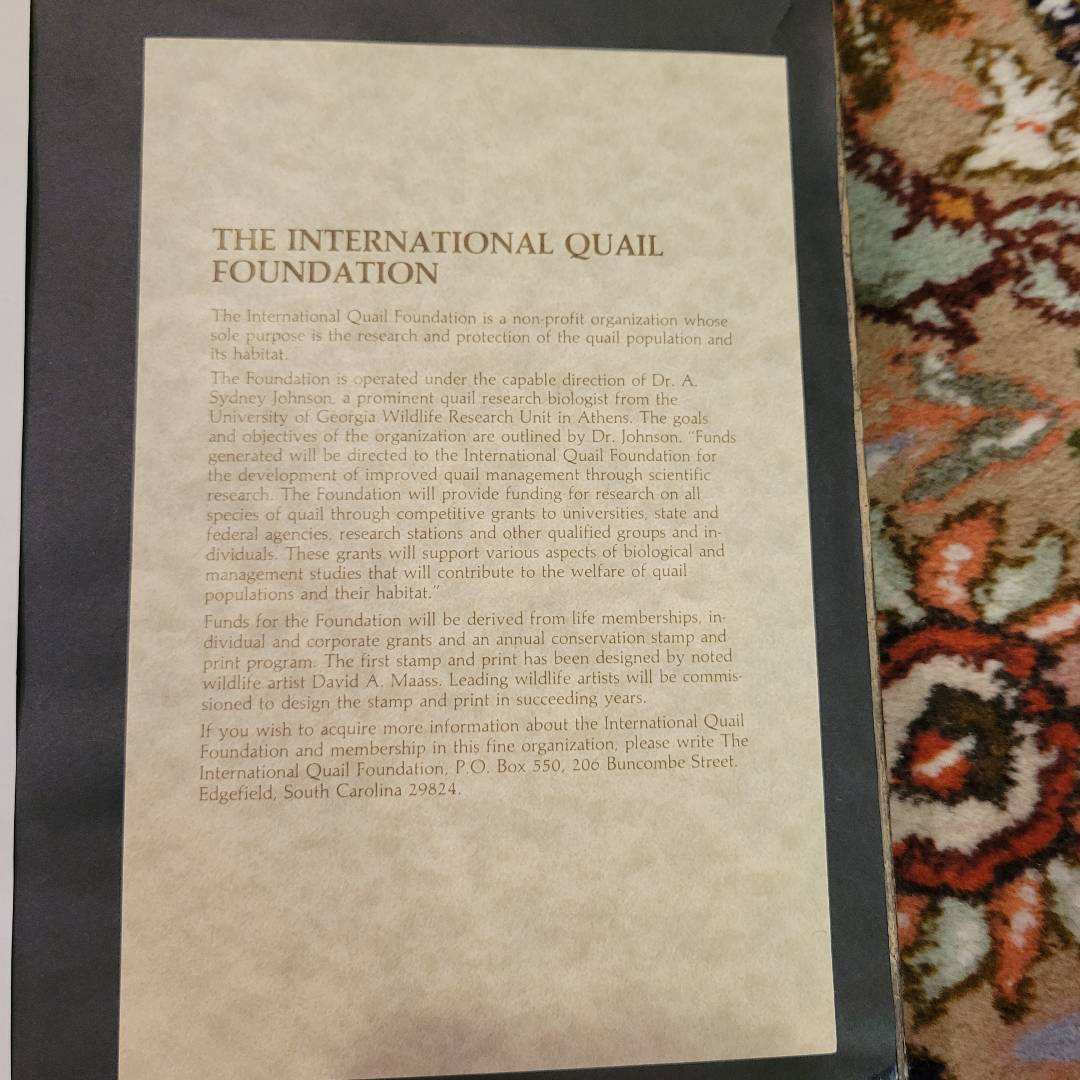 THE INTERNATIONAL QUAIL
FOUNDATION
The International Quail Foundation is a non-profit organization whose
sole purpose is the research and protection of the quail population and
its habitat.
The Foundation is operated under the capable direction of Dr. A.
Sydney Johnson, a prominent quail research biologist from the
University of Georgia Wildlife Research Unit in Athens. The goals
and objectives of the organization are outlined by Dr. Johnson. "Funds
generated will be directed to the International Quail Foundation for
the development of improved quail management through scientific
research. The Foundation will provide funding for research on all
species of quail through competitive grants to universities, state and
federal agencies, research stations and other qualified groups and in-
dividuals. These grants will support various aspects of biological and
management studies that will contribute to the welfare of quail
populations and their habitat."
Funds for the Foundation will be derived from life memberships, in-
dividual and corporate grants and an annual conservation stamp and
print program. The first stamp and print has been designed by noted
wildlife artist David A. Maass. Leading wildlife artists will be commis-
sioned to design the stamp and print in succeeding years.
If you wish to acquire more information about the International Quail
Foundation and membership in this fine organization, please write The
International Quail Foundation, P.O. Box 550, 206 Buncombe Street.
Edgefield, South Carolina 29824.